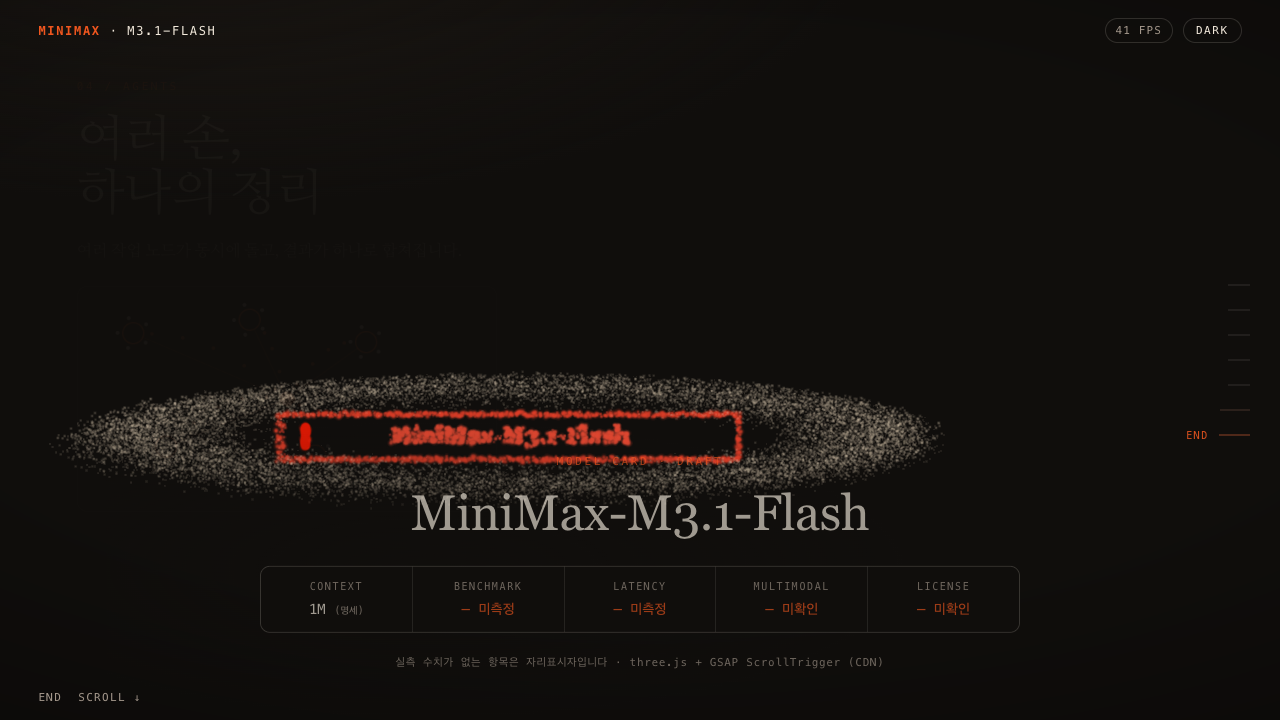 MINIMAX · M3.1-FLASH
41 FPS
DARK
여러 손,
하나의 정리
END
MiniMax-M3.1-Flash
MODEL CARD · DRAFT
MiniMax-M3.1-Flash
CONTEXT
1M (명세)
BENCHMARK
— 미측정
LATENCY
— 미측정
MULTIMODAL
— 미확인
LICENSE
— 미확인
실측 수치가 없는 항목은 자리표시자입니다 · three.js + GSAP ScrollTrigger (CDN)
END SCROLL ↓